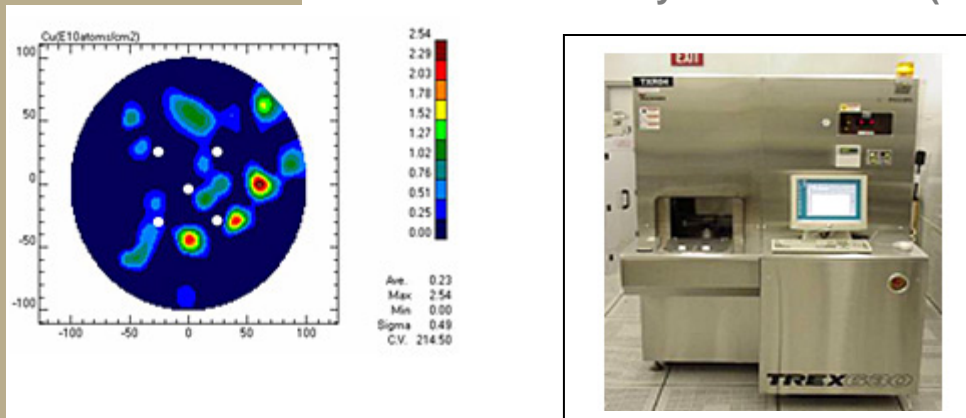 Cu(E10atoms/cm2)
100
50
0
-50
-100
-100 -50 0 50 100
2.54
2.29
2.03
1.78
1.52
1.27
1.02
0.76
0.51
0.25
0.00
Ave. 0.23
Max 2.54
Min 0.00
Sigma 0.49
C.V. 214.50
EXIT
TXRF04
TREX630